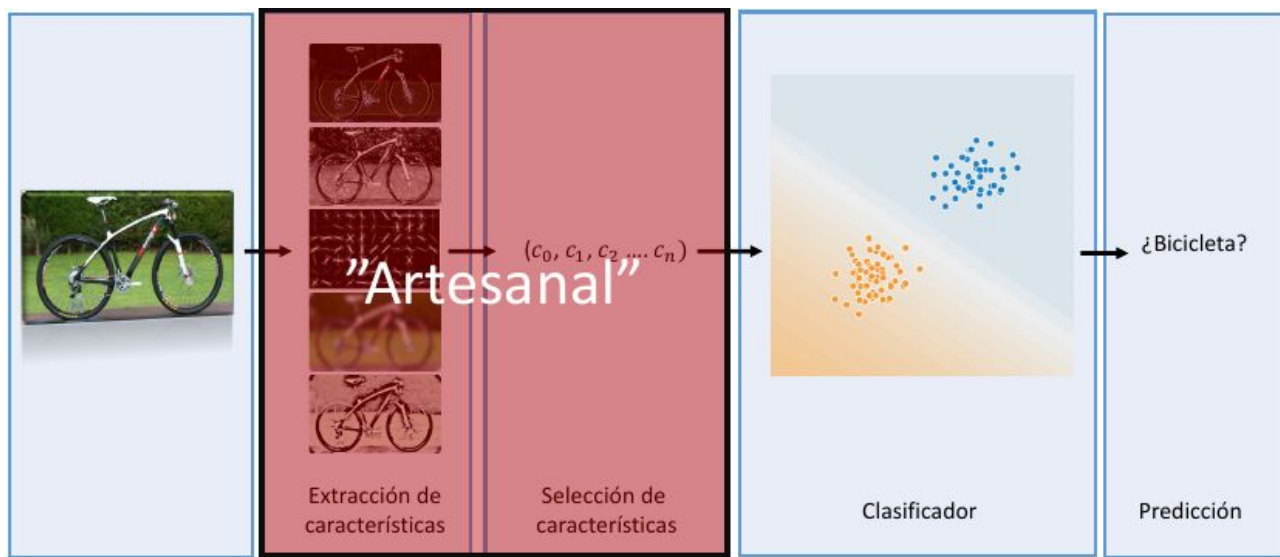 (c₀, c₁, c₂ .... cₙ)
"Artesanal"
¿Bicicleta?
Extracción de
características
Selección de
características
Clasificador
Predicción